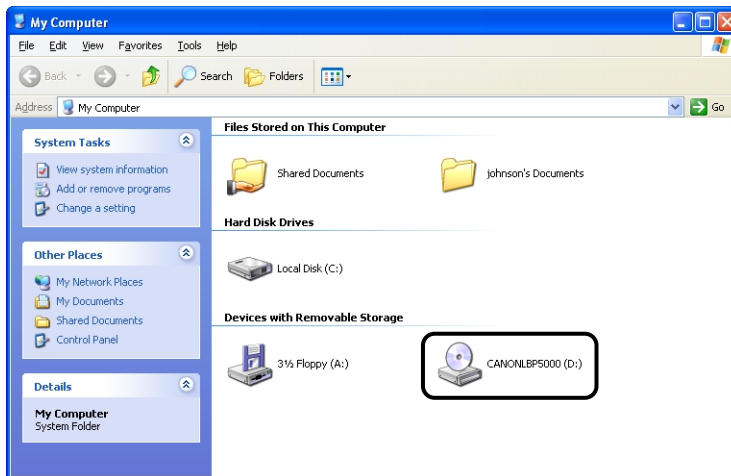 My Computer
File Edit View Favorites Tools Help
Back Search Folders
Address My Computer Go
System Tasks
View system information
Add or remove programs
Change a setting
Other Places
My Network Places
My Documents
Shared Documents
Control Panel
Details
My Computer
System Folder
Files Stored on This Computer
Shared Documents johnson's Documents
Hard Disk Drives
Local Disk (C:)
Devices with Removable Storage
3½ Floppy (A:) CANONLBP5000 (D:)